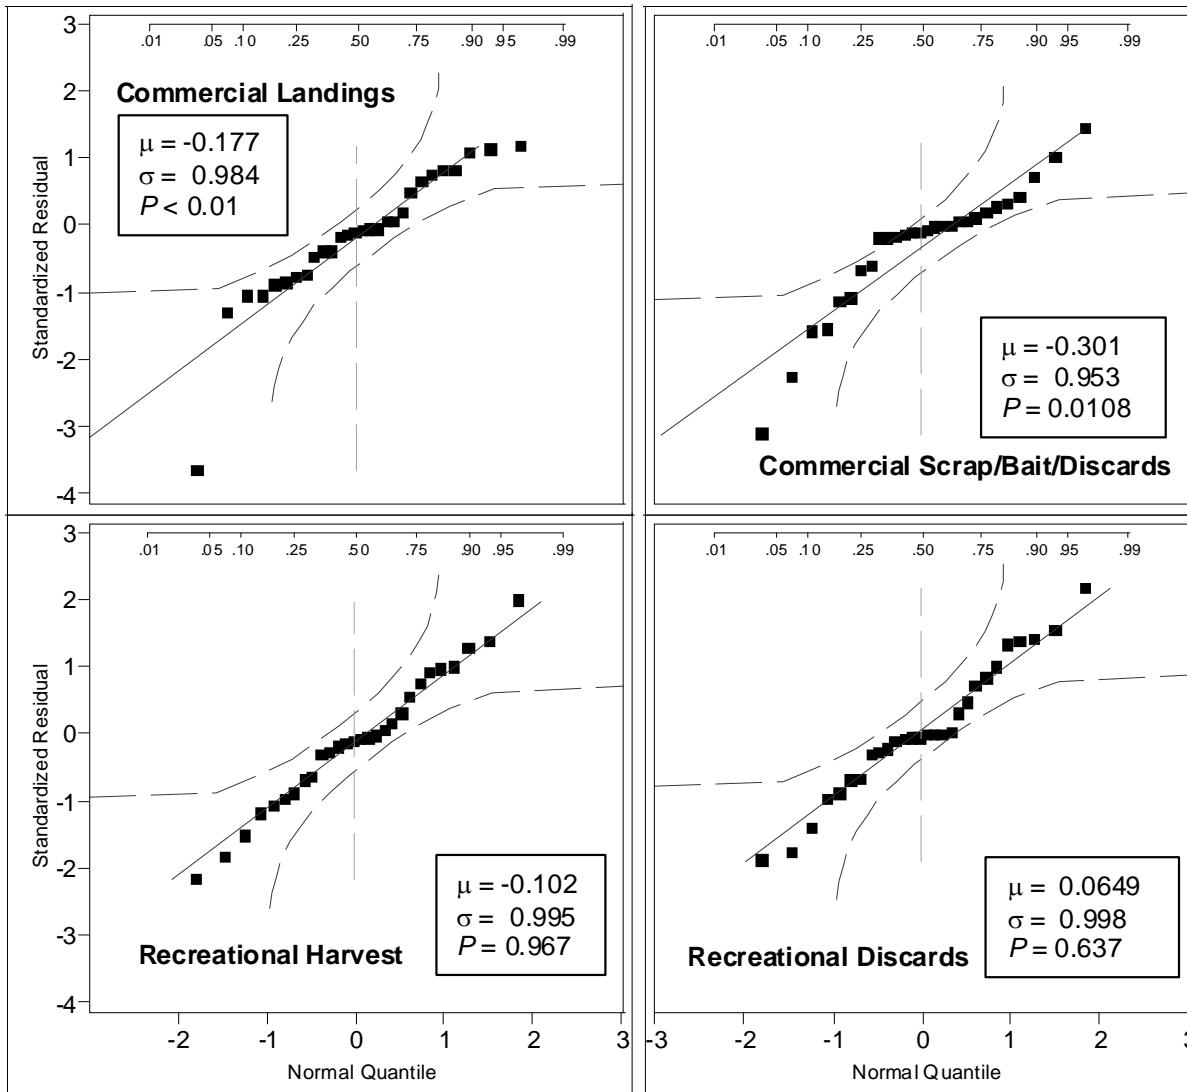 3
.01 .05 .10 .25 .50 .75 .90 .95 .99
2
Commercial Landings
μ = -0.177
σ = 0.984
P < 0.01
1
0
-1
-2
-3
-4
Standardized Residual
.01 .05 .10 .25 .50 .75 .90 .95 .99
μ = -0.301
σ = 0.953
P = 0.0108
Commercial Scrap/Bait/Discards
3
.01 .05 .10 .25 .50 .75 .90 .95 .99
2
1
0
-1
-2
-3
-4
Standardized Residual
μ = -0.102
σ = 0.995
P = 0.967
Recreational Harvest
-2 -1 0 1 2 3
Normal Quantile
.01 .05 .10 .25 .50 .75 .90 .95 .99
μ = 0.0649
σ = 0.998
P = 0.637
Recreational Discards
-3 -2 -1 0 1 2 3
Normal Quantile